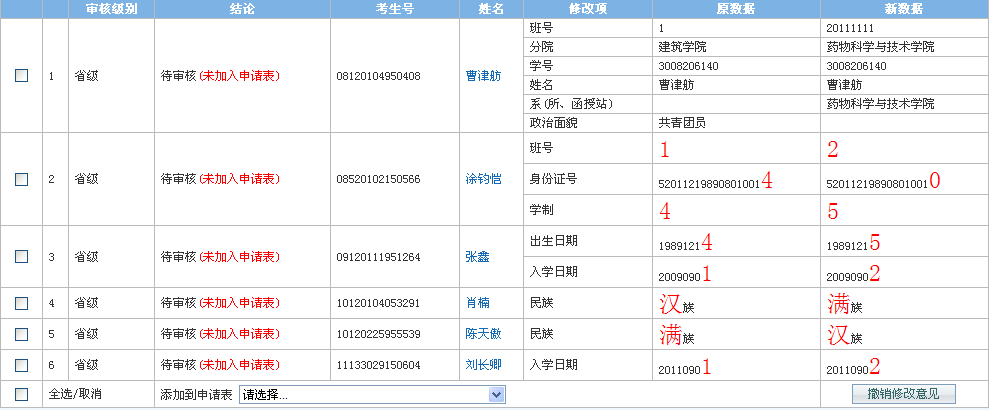 审核级别 结论 考生号 姓名 修改项 原数据 新数据
1 省级 待审核(未加入申请表) 08120104950408 曹津舫
班号 1 20111111
分院 建筑学院 药物科学与技术学院
学号 3008206140 3008206140
姓名 曹津舫 曹津舫
系(所、函授站) 药物科学与技术学院
政治面貌 共青团员
2 省级 待审核(未加入申请表) 08520102150566 涂钧恺
班号 1 2
身份证号 520112198908010014 520112198908010010
学制 4 5
3 省级 待审核(未加入申请表) 09120111951264 张鑫
出生日期 19891214 19891215
入学日期 20090901 20090902
4 省级 待审核(未加入申请表) 10120104053291 肖楠 民族 汉族 满族
5 省级 待审核(未加入申请表) 10120225955539 陈天傲 民族 满族 汉族
6 省级 待审核(未加入申请表) 11133029150604 刘长卿 入学日期 20110901 20110902
全选/取消 添加到申请表 请选择... 撤销修改意见